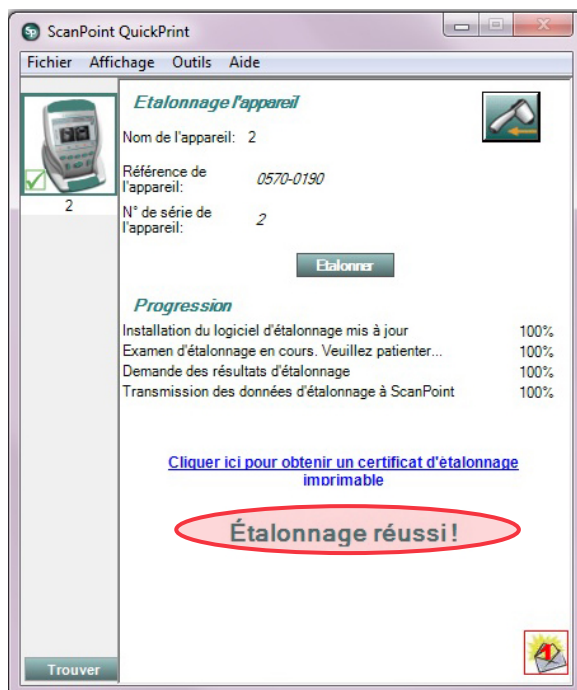 ScanPoint QuickPrint
Fichier Affichage Outils Aide
2
Etalonnage l'appareil
Nom de l'appareil: 2
Référence de
l'appareil: 0570-0190
N° de série de
l'appareil: 2
Etalonner
Progression
Installation du logiciel d'étalonnage mis à jour 100%
Examen d'étalonnage en cours. Veuillez patienter... 100%
Demande des résultats d'étalonnage 100%
Transmission des données d'étalonnage à ScanPoint 100%
Cliquer ici pour obtenir un certificat d'étalonnage
imprimable
Étalonnage réussi!
Trouver